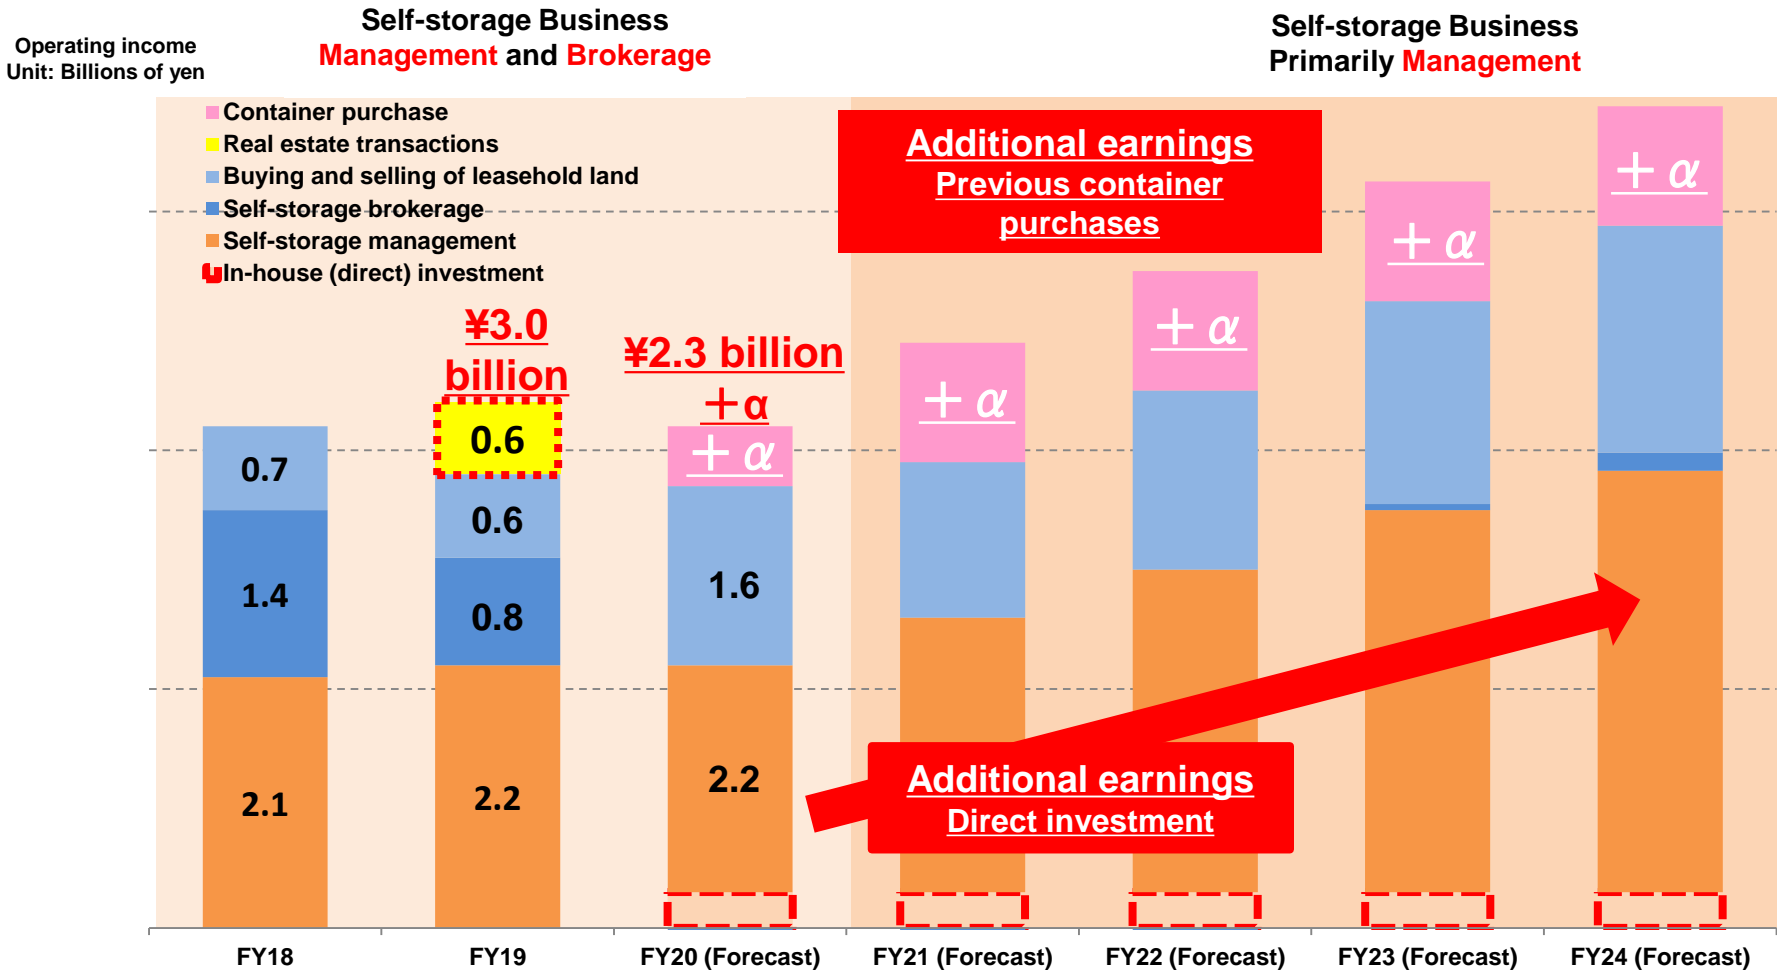 Operating income
Unit: Billions of yen
Self-storage Business
Management and Brokerage
Self-storage Business
Primarily Management
Container purchase
Real estate transactions
Buying and selling of leasehold land
Self-storage brokerage
Self-storage management
In-house (direct) investment
Additional earnings
Previous container
purchases
¥3.0
billion
¥2.3 billion
＋α
0.7
1.4
2.1
0.6
0.6
0.8
2.2
＋α
1.6
2.2
＋α
＋α
＋α
＋α
Additional earnings
Direct investment
FY18
FY19
FY20 (Forecast)
FY21 (Forecast)
FY22 (Forecast)
FY23 (Forecast)
FY24 (Forecast)